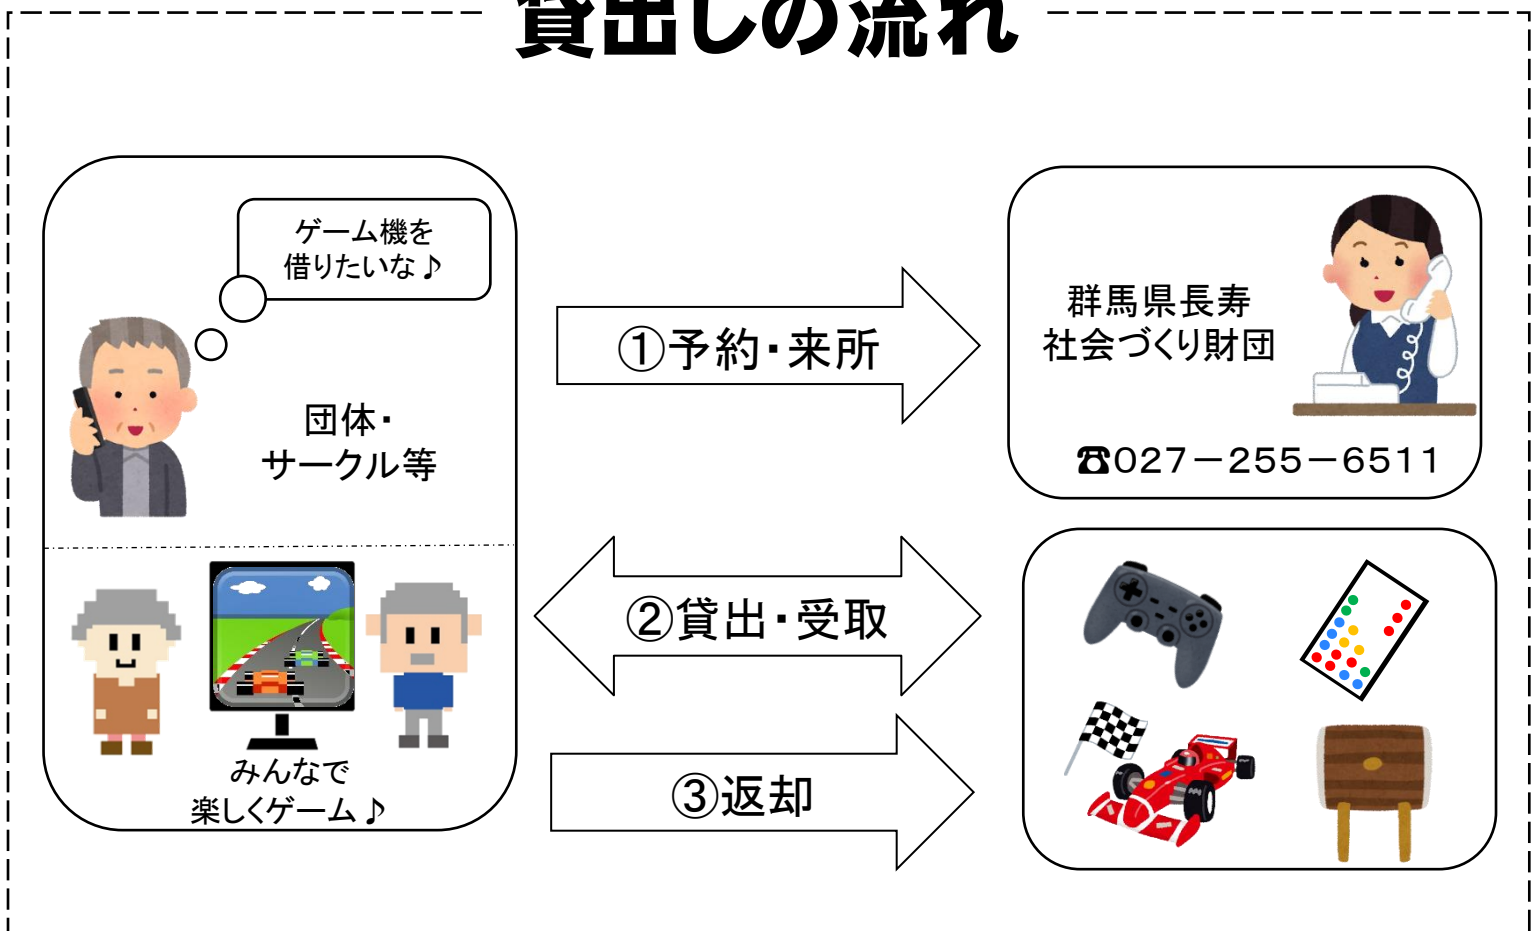 貸出しの流れ
ゲーム機を
借りたいな♪
団体・
サークル等
みんなで
楽しくゲーム♪
①予約・来所
②貸出・受取
③返却
群馬県長寿
社会づくり財団
☎027－255－6511